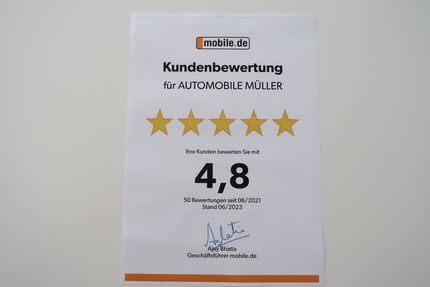 mobile.de
Kundenbewertung
für AUTOMOBILE MÜLLER
Ihre Kunden bewerten Sie mit
4,8
50 Bewertungen seit 06/2021
Stand 06/2023
Ajay Bhatia
Geschäftsführer mobile.de